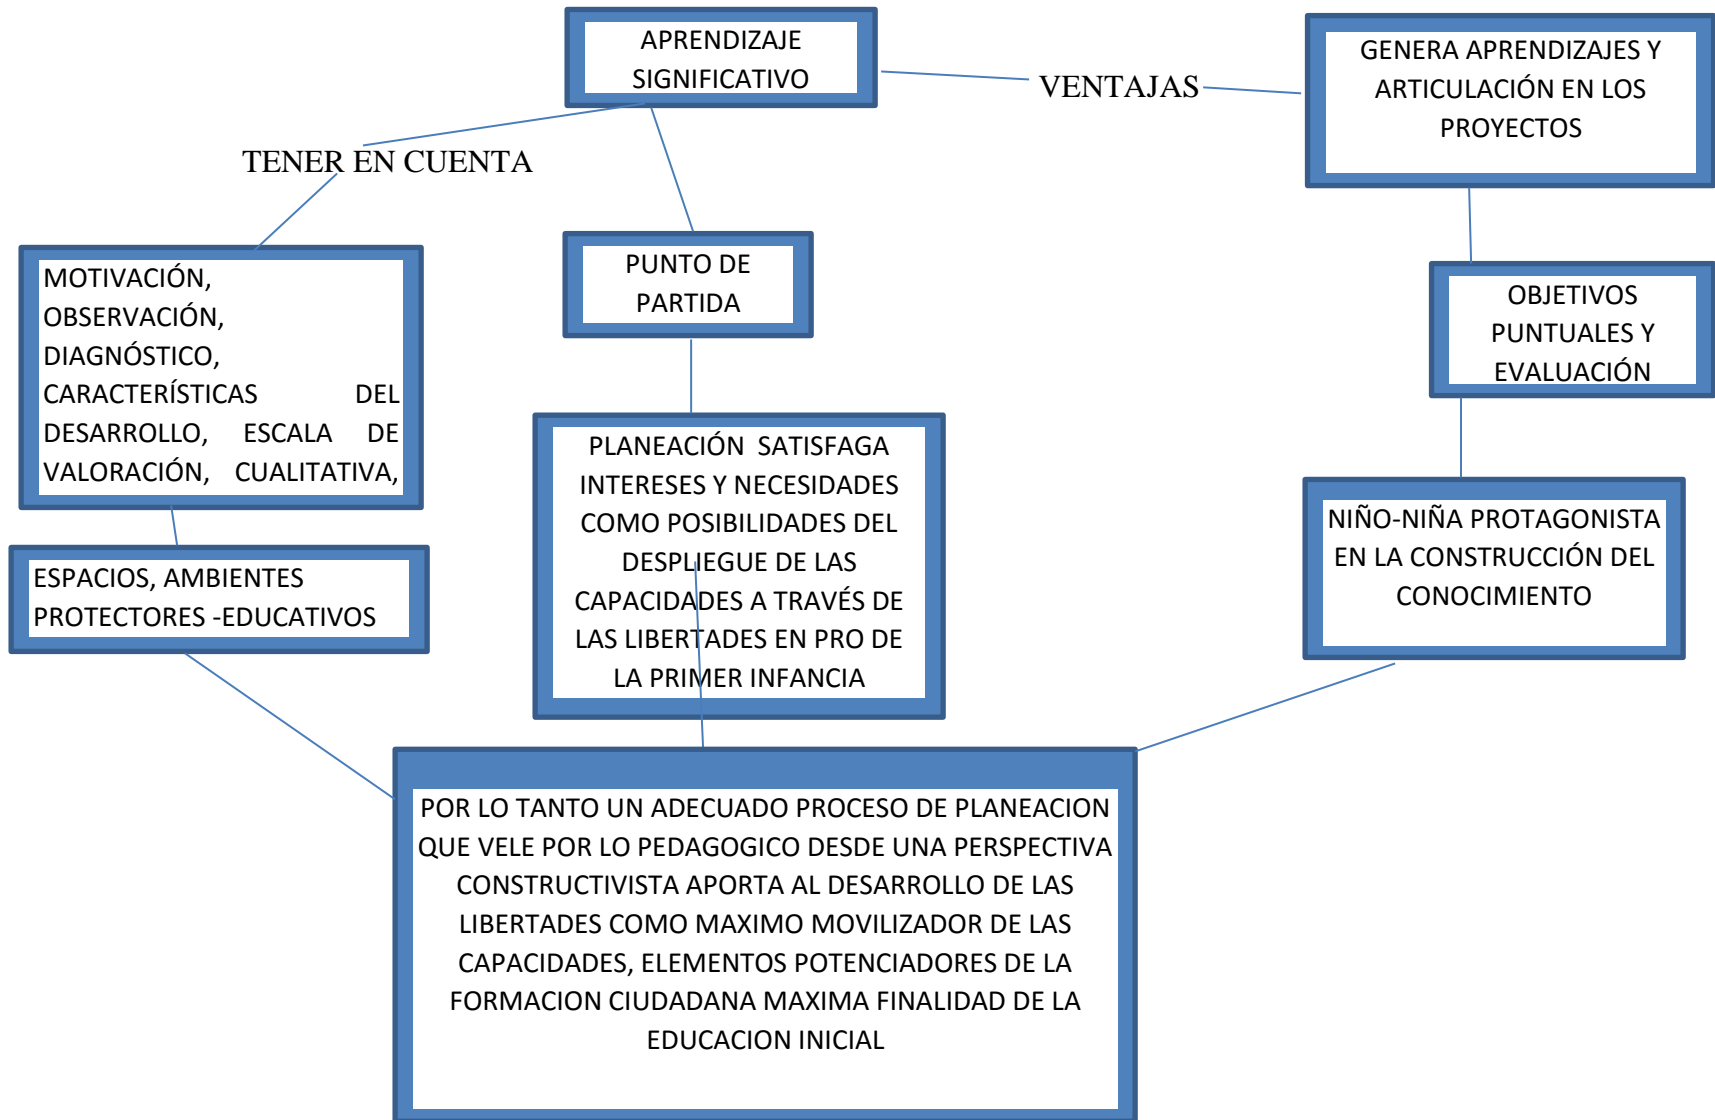 APRENDIZAJE
SIGNIFICATIVO
VENTAJAS
GENERA APRENDIZAJES Y
ARTICULACIÓN EN LOS
PROYECTOS
TENER EN CUENTA
MOTIVACIÓN,
OBSERVACIÓN,
DIAGNÓSTICO,
CARACTERÍSTICAS DEL
DESARROLLO, ESCALA DE
VALORACIÓN, CUALITATIVA,
PUNTO DE
PARTIDA
OBJETIVOS
PUNTUALES Y
EVALUACIÓN
PLANEACIÓN SATISFAGA
INTERESES Y NECESIDADES
COMO POSIBILIDADES DEL
DESPLIEGUE DE LAS
CAPACIDADES A TRAVÉS DE
LAS LIBERTADES EN PRO DE
LA PRIMER INFANCIA
NIÑO-NIÑA PROTAGONISTA
EN LA CONSTRUCCIÓN DEL
CONOCIMIENTO
ESPACIOS, AMBIENTES
PROTECTORES -EDUCATIVOS
POR LO TANTO UN ADECUADO PROCESO DE PLANEACION
QUE VELE POR LO PEDAGOGICO DESDE UNA PERSPECTIVA
CONSTRUCTIVISTA APORTA AL DESARROLLO DE LAS
LIBERTADES COMO MAXIMO MOVILIZADOR DE LAS
CAPACIDADES, ELEMENTOS POTENCIADORES DE LA
FORMACION CIUDADANA MAXIMA FINALIDAD DE LA
EDUCACION INICIAL